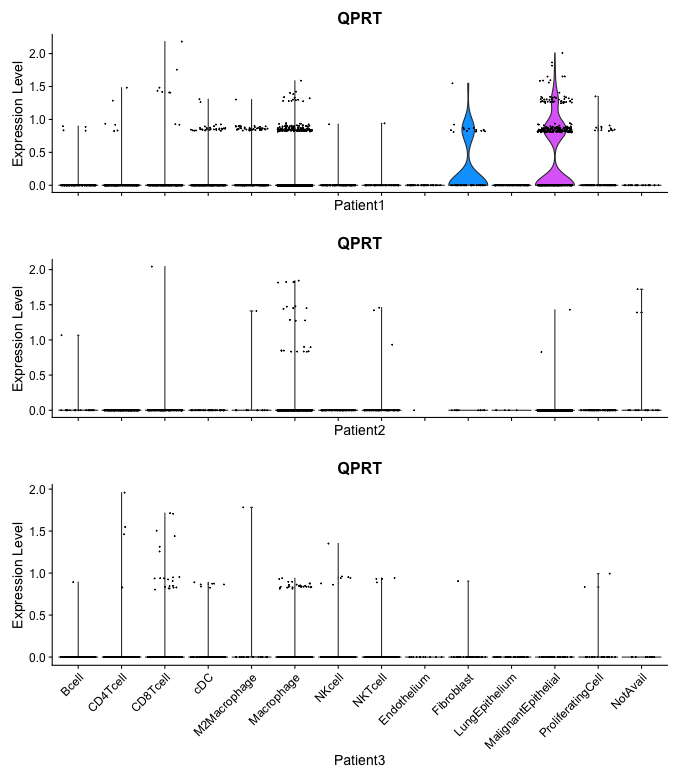 QPRT
Expression Level
2.0
1.5
1.0
0.5
0.0
Patient1
QPRT
Expression Level
2.0
1.5
1.0
0.5
0.0
Patient2
QPRT
Expression Level
2.0
1.5
1.0
0.5
0.0
Bcell
CD4Tcell
CD8Tcell
cDC
M2Macrophage
Macrophage
NKcell
NKTcell
Endothelium
Fibroblast
LungEpithelium
MalignantEpithelial
ProliferatingCell
NotAvail
Patient3